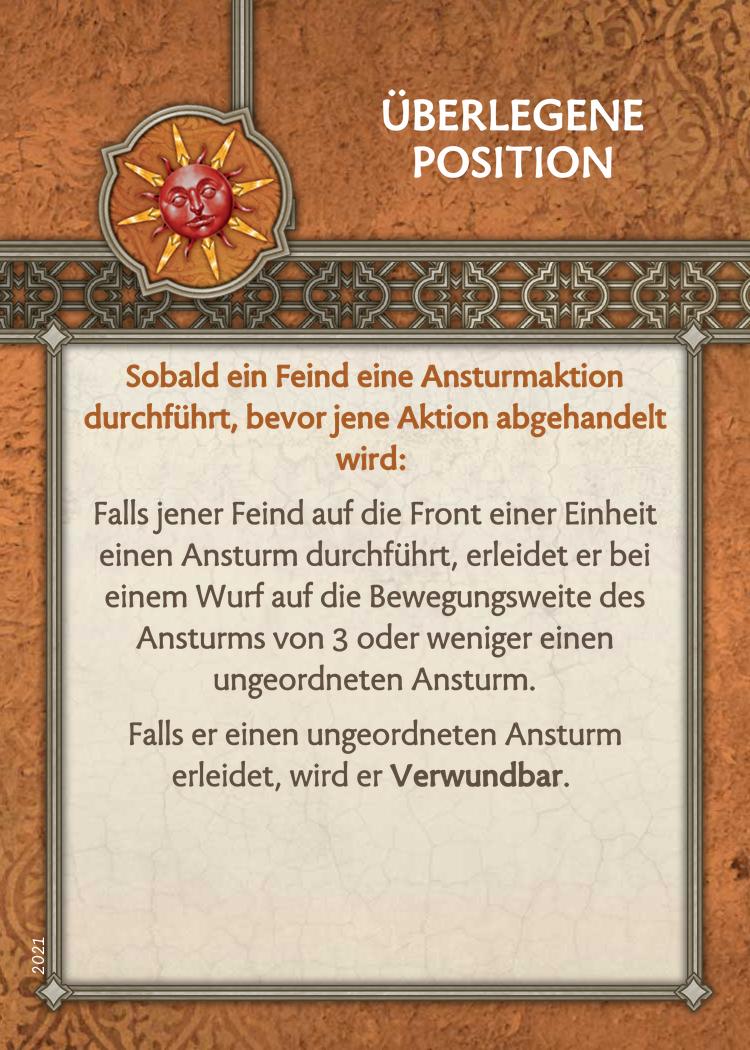 ÜBERLEGENE
POSITION
Sobald ein Feind eine Ansturmaktion
durchführt, bevor jene Aktion abgehandelt
wird:
Falls jener Feind auf die Front einer Einheit
einen Ansturm durchführt, erleidet er bei
einem Wurf auf die Bewegungsweite des
Ansturms von 3 oder weniger einen
ungeordneten Ansturm.
Falls er einen ungeordneten Ansturm
erleidet, wird er Verwundbar.
2021